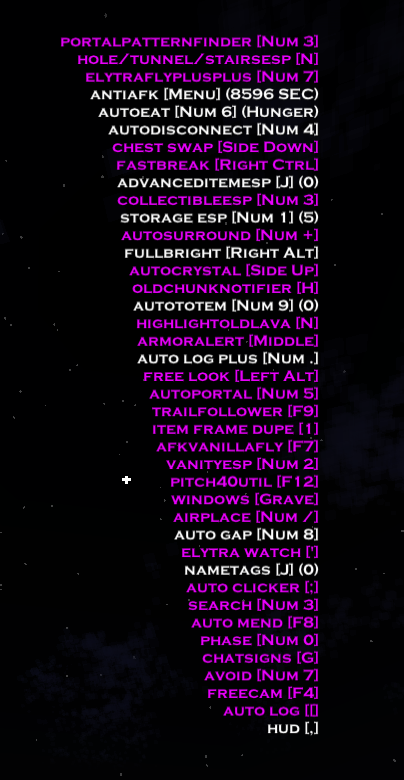 PORTALPATTERNFINDER [Num 3]
HOLE/TUNNEL/STAIRSESP [N]
ELYTRAFLYPLUSPLUS [Num 7]
ANTIAFK [Menu] (8596 SEC)
AUTOEAT [Num 6] (Hunger)
AUTODISCONNECT [Num 4]
CHEST SWAP [Side Down]
FASTBREAK [Right Ctrl]
ADVANCEDITEMESP [J] (0)
COLLECTIBLEESP [Num 3]
STORAGE ESP [Num 1] (5)
AUTOSURROUND [Num +]
FULLBRIGHT [Right Alt]
AUTOCRYSTAL [Side Up]
OLDCHUNKNOTIFIER [H]
AUTOTOTEM [Num 9] (0)
HIGHLIGHTOLDLAVA [N]
ARMORALERT [Middle]
AUTO LOG PLUS [Num .]
FREE LOOK [Left Alt]
AUTOPORTAL [Num 5]
TRAILFOLLOWER [F9]
ITEM FRAME DUPE [1]
AFKVANILLAFLY [F7]
VANITYESP [Num 2]
PITCH40UTIL [F12]
WINDOWS [Grave]
AIRPLACE [Num /]
AUTO GAP [Num 8]
ELYTRA WATCH [']
NAMETAGS [J] (0)
AUTO CLICKER [;]
SEARCH [Num 3]
AUTO MEND [F8]
PHASE [Num 0]
CHATSIGNS [G]
AVOID [Num 7]
FREECAM [F4]
AUTO LOG [[]
HUD [,]